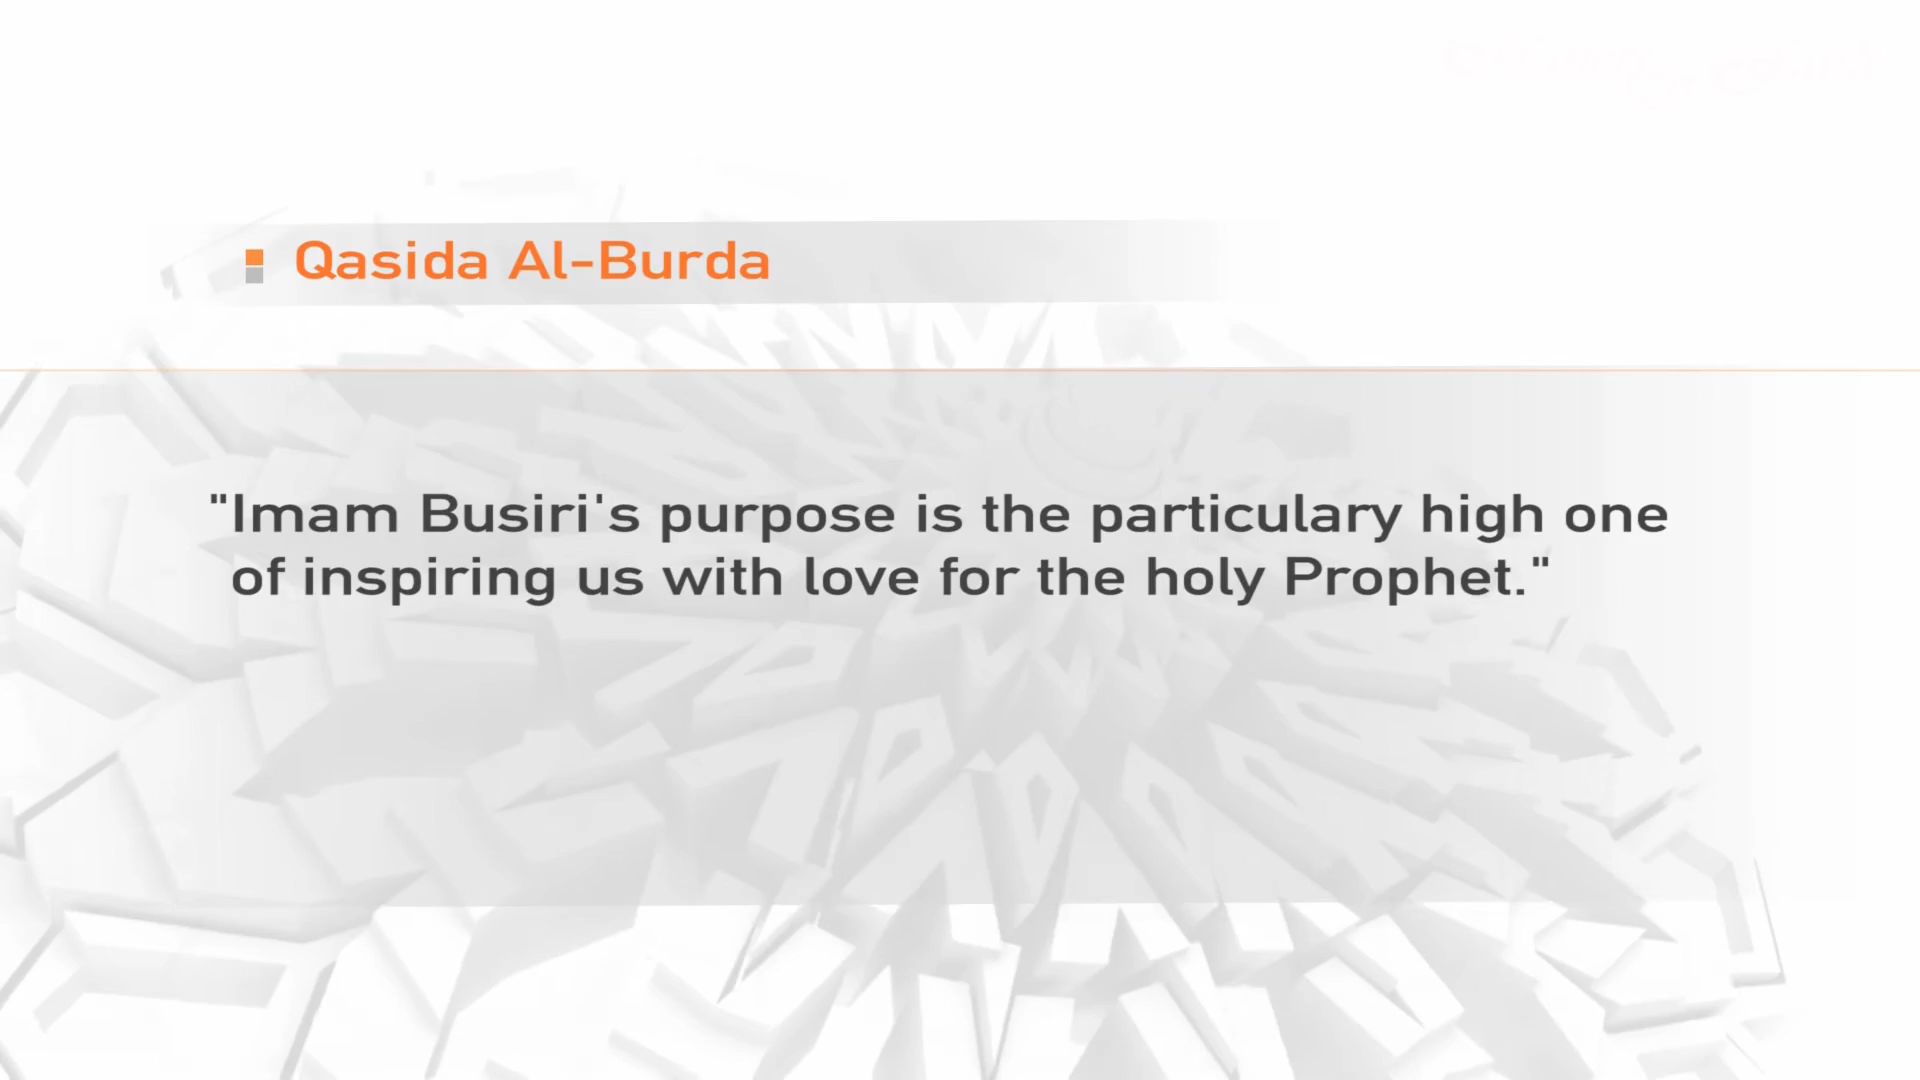 Qasida Al-Burda
"Imam Busiri's purpose is the particulary high one
of inspiring us with love for the holy Prophet."